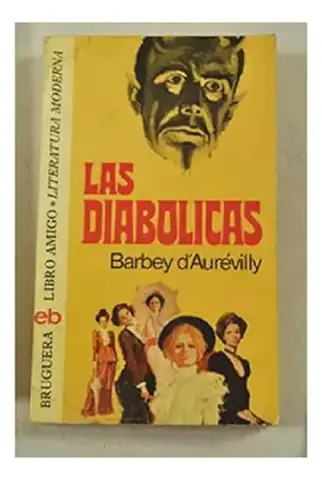 LAS
DIABOLICAS
Barbey d'Aurévilly
BRUGUERA eb LIBRO AMIGO * LITERATURA MODERNA